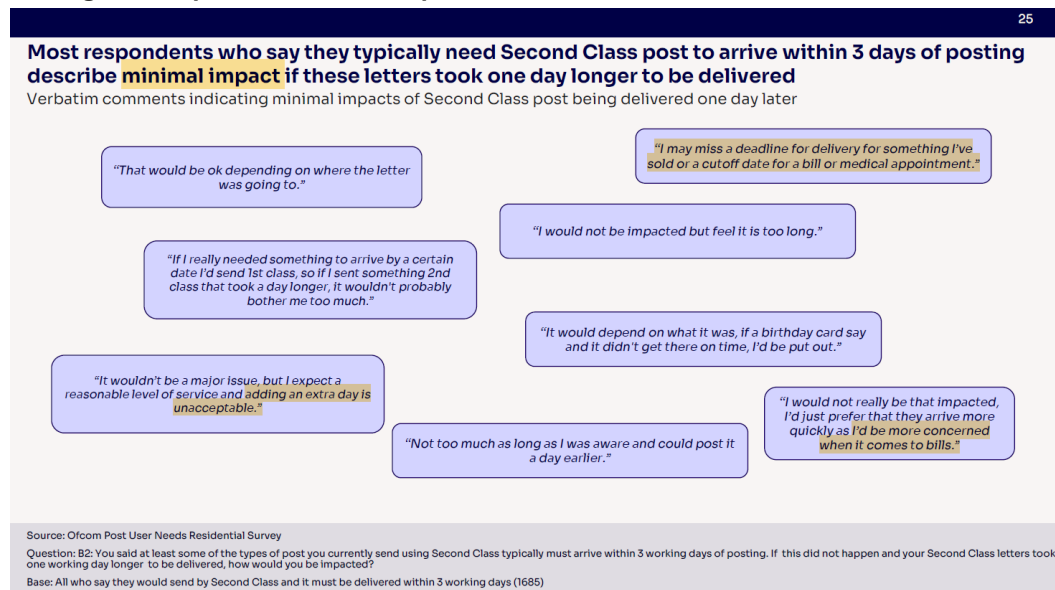 25
Most respondents who say they typically need Second Class post to arrive within 3 days of posting
describe minimal impact if these letters took one day longer to be delivered
Verbatim comments indicating minimal impacts of Second Class post being delivered one day later
“That would be ok depending on where the letter
was going to.”
“I may miss a deadline for delivery for something I’ve
sold or a cutoff date for a bill or medical appointment.”
“I would not be impacted but feel it is too long.”
“If I really needed something to arrive by a certain
date I’d send 1st class, so if I sent something 2nd
class that took a day longer, it wouldn’t probably
bother me too much.”
“It would depend on what it was, if a birthday card say
and it didn’t get there on time, I’d be put out.”
“It wouldn’t be a major issue, but I expect a
reasonable level of service and adding an extra day is
unacceptable.”
“I would not really be that impacted,
I’d just prefer that they arrive more
quickly as I’d be more concerned
when it comes to bills.”
“Not too much as long as I was aware and could post it
a day earlier.”
Source: Ofcom Post User Needs Residential Survey
Question: B2: You said at least some of the types of post you currently send using Second Class typically must arrive within 3 working days of posting. If this did not happen and your Second Class letters took
one working day longer to be delivered, how would you be impacted?
Base: All who say they would send by Second Class and it must be delivered within 3 working days (1685)